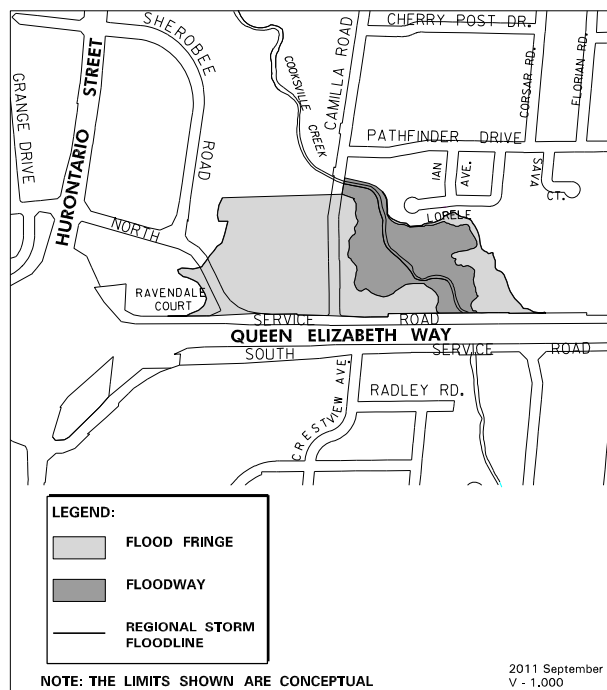 CHERRY POST DR.
SHEROBEE
ROAD
CAMILLA ROAD
CORSAR RD.
FLORIAN RD.
HURONTARIO STREET
GRANGE DRIVE
COOKSVILLE CREEK
PATHFINDER DRIVE
IAN AVE.
SAVA CT.
LORELE
NORTH
RAVENDALE
COURT
SERVICE ROAD
QUEEN ELIZABETH WAY
SOUTH SERVICE ROAD
CRESTVIEW AVE.
RADLEY RD.
LEGEND:
FLOOD FRINGE
FLOODWAY
REGIONAL STORM
FLOODLINE
NOTE: THE LIMITS SHOWN ARE CONCEPTUAL
2011 September
V - 1.000